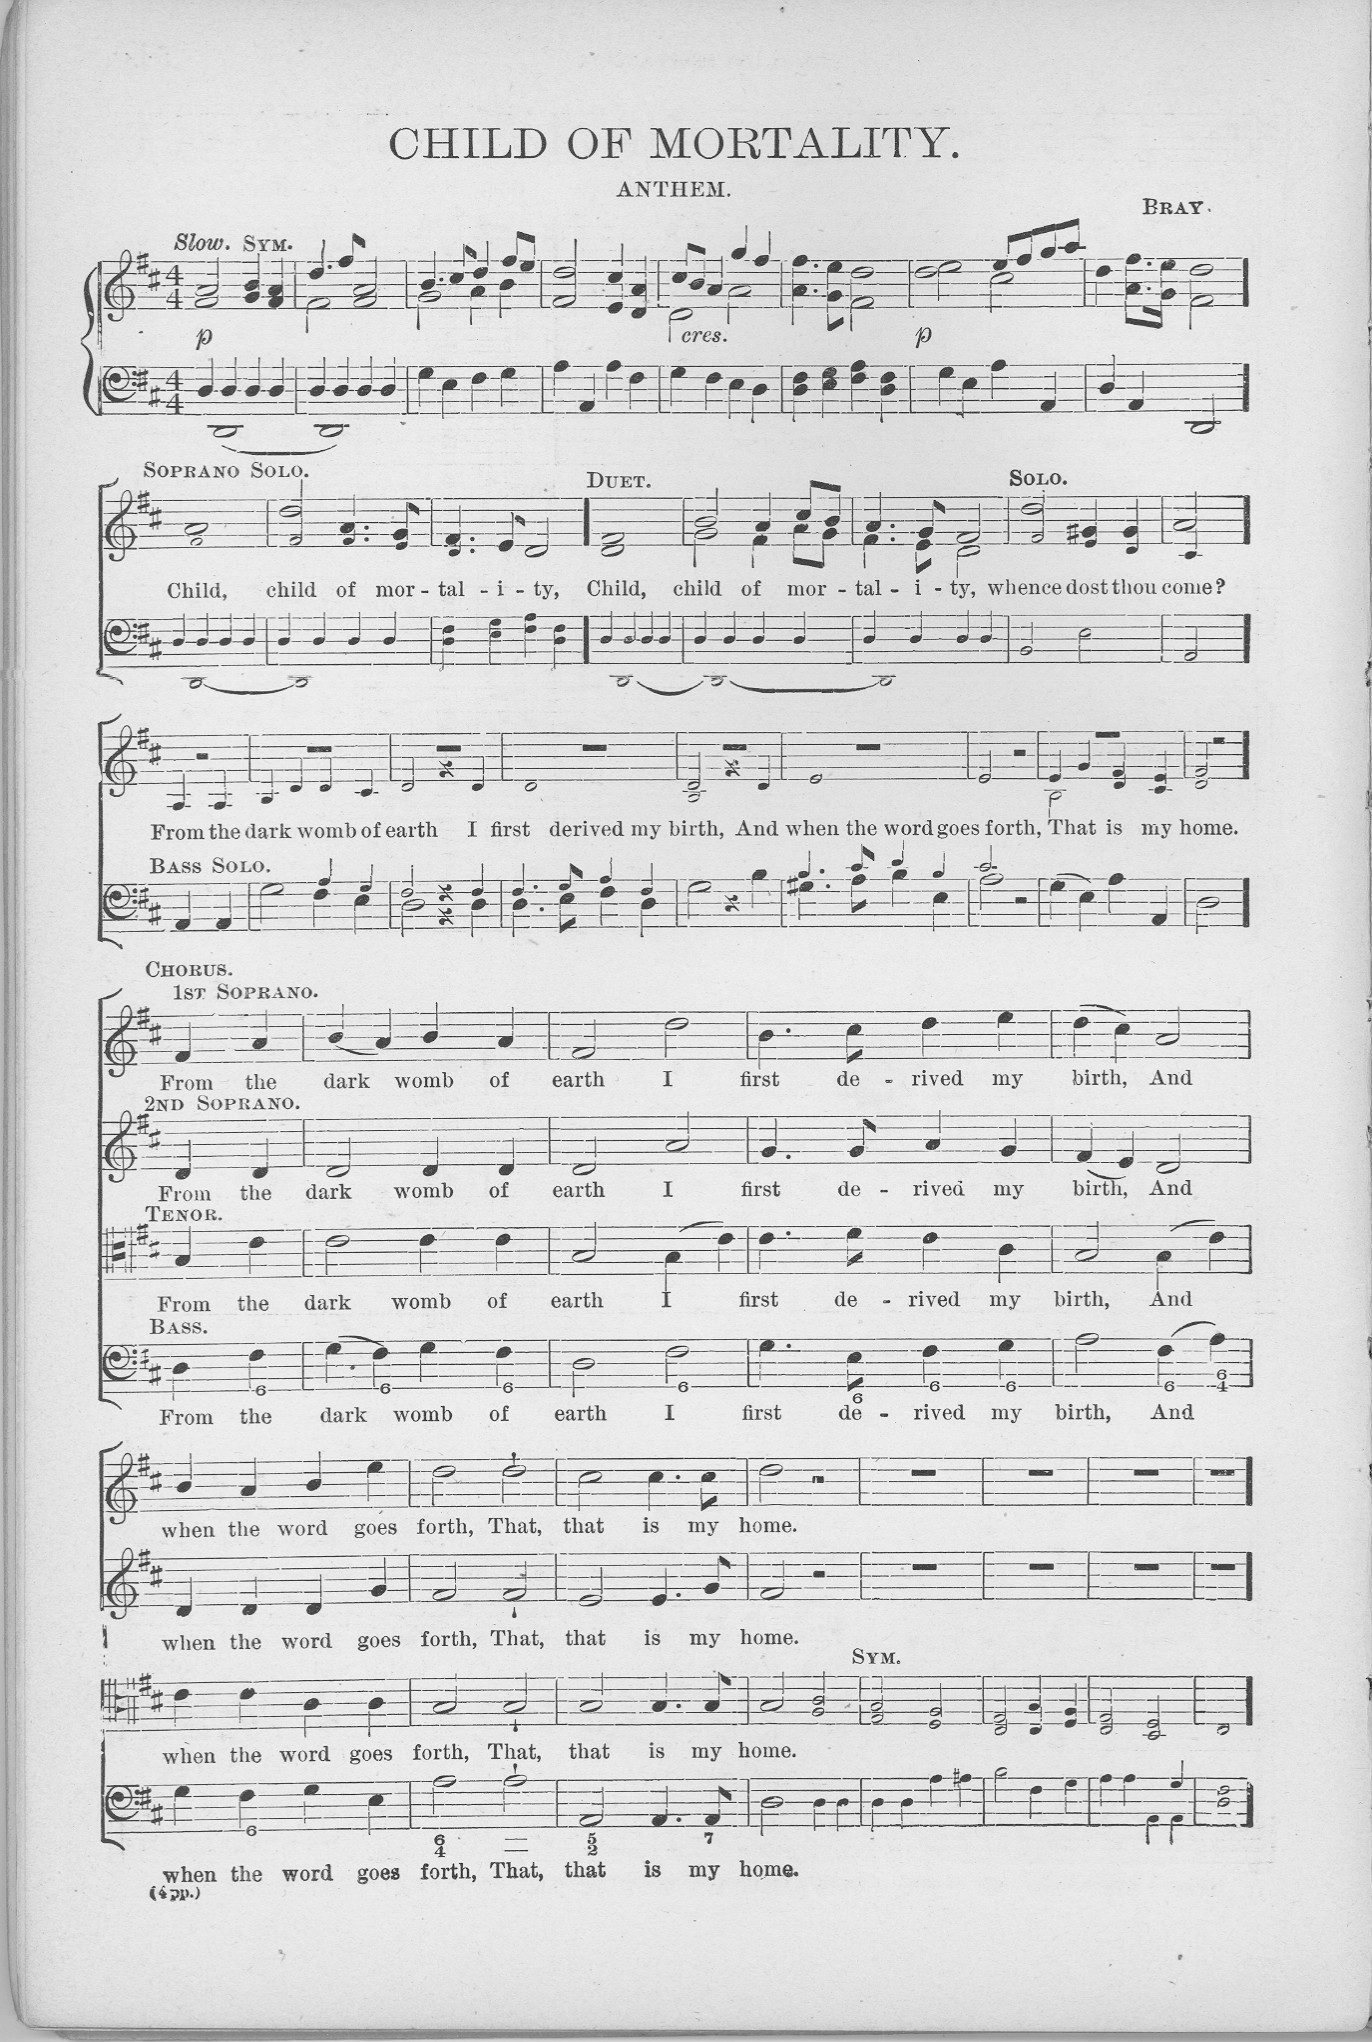 CHILD OF MORTALITY.
ANTHEM.
BRAY.
Slow. SYM.
p cres. p
SOPRANO SOLO. DUET. SOLO.
Child, child of mor - tal - i - ty, Child, child of mor - tal - i - ty, whence dost thou come?
From the dark womb of earth I first derived my birth, And when the word goes forth, That is my home.
BASS SOLO.
CHORUS.
1ST SOPRANO.
From the dark womb of earth I first de - rived my birth, And
2ND SOPRANO.
From the dark womb of earth I first de - rived my birth, And
TENOR.
From the dark womb of earth I first de - rived my birth, And
BASS.
6 6 6 6 6 6 6 6 6 4
From the dark womb of earth I first de - rived my birth, And
when the word goes forth, That, that is my home.
when the word goes forth, That, that is my home.
SYM.
when the word goes forth, That, that is my home.
6 6 4 5 2 7
when the word goes forth, That, that is my home.
(4 pp.)